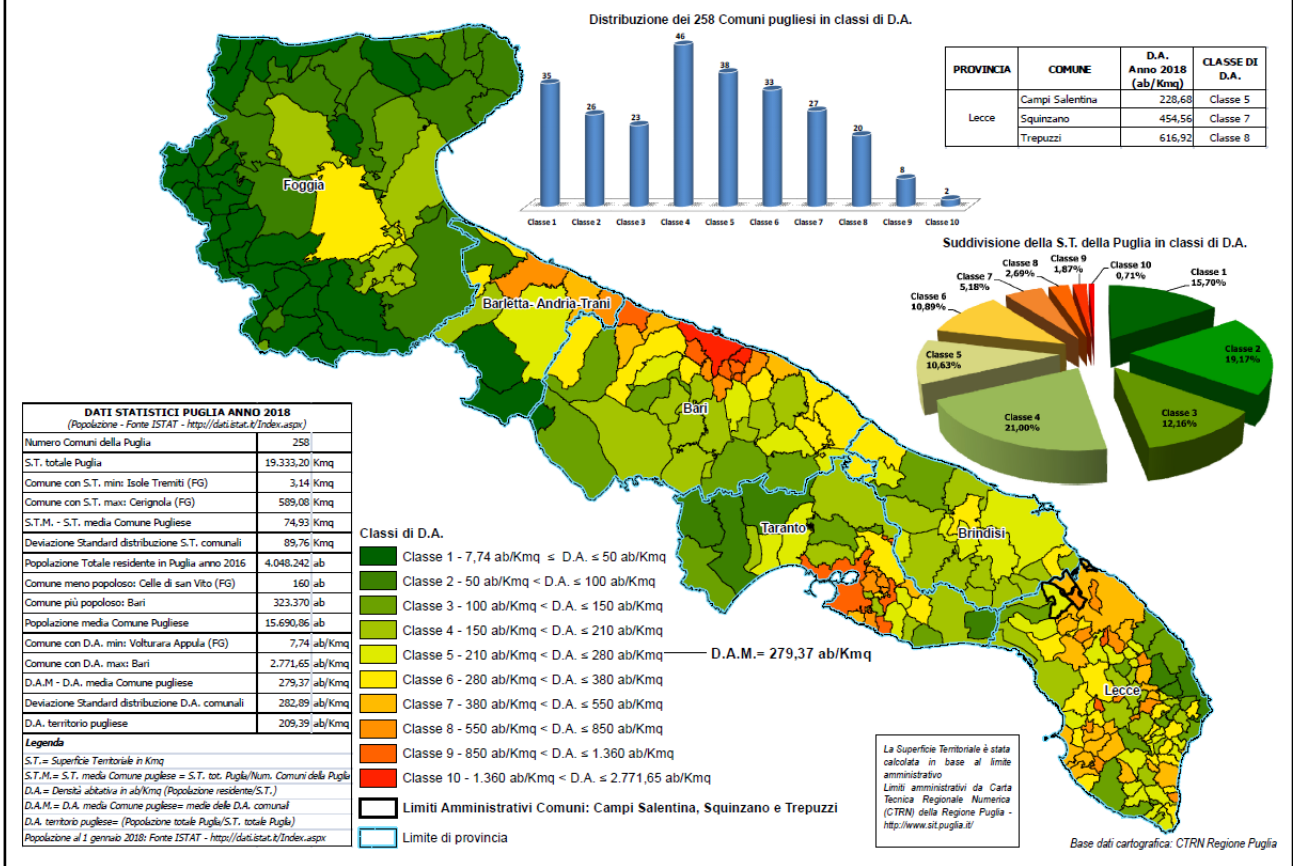 Distribuzione dei 258 Comuni pugliesi in classi di D.A.
35
26
23
46
38
33
27
20
8
2
Classe 1
Classe 2
Classe 3
Classe 4
Classe 5
Classe 6
Classe 7
Classe 8
Classe 9
Classe 10
PROVINCIA COMUNE D.A. Anno 2018 (ab/Kmq) CLASSE DI D.A.
Lecce
Campi Salentina 228,68 Classe 5
Squinzano 454,56 Classe 7
Trepuzzi 616,92 Classe 8
Suddivisione della S.T. della Puglia in classi di D.A.
Classe 1
15,70%
Classe 2
19,17%
Classe 3
12,16%
Classe 4
21,00%
Classe 5
10,63%
Classe 6
10,89%
Classe 7
5,18%
Classe 8
2,69%
Classe 9
1,87%
Classe 10
0,71%
Foggia
Barletta- Andria-Trani
Bari
Taranto
Brindisi
Lecce
DATI STATISTICI PUGLIA ANNO 2018
(Popolazione - Fonte ISTAT - http://dati.istat.it/Index.aspx)
Numero Comuni della Puglia 258
S.T. totale Puglia 19.333,20 Kmq
Comune con S.T. min: Isole Tremiti (FG) 3,14 Kmq
Comune con S.T. max: Cerignola (FG) 589,08 Kmq
S.T.M. - S.T. media Comune Pugliese 74,93 Kmq
Deviazione Standard distribuzione S.T. comunali 89,76 Kmq
Popolazione Totale residente in Puglia anno 2016 4.048.242 ab
Comune meno popoloso: Celle di san Vito (FG) 160 ab
Comune più popoloso: Bari 323.370 ab
Popolazione media Comune Pugliese 15.690,86 ab
Comune con D.A. min: Volturara Appula (FG) 7,74 ab/Kmq
Comune con D.A. max: Bari 2.771,65 ab/Kmq
D.A.M - D.A. media Comune pugliese 279,37 ab/Kmq
Deviazione Standard distribuzione D.A. comunali 282,89 ab/Kmq
D.A. territorio pugliese 209,39 ab/Kmq
Legenda
S.T.= Superficie Territoriale in Kmq
S.T.M.= S.T. media Comune pugliese = S.T. tot. Puglia/Num. Comuni della Puglia
D.A.= Densità abitativa in ab/Kmq (Popolazione residente/S.T.)
D.A.M.= D.A. media Comune pugliese= medie delle D.A. comunali
D.A. territorio pugliese= (Popolazione totale Puglia/S.T. totale Puglia)
Popolazione al 1 gennaio 2018: Fonte ISTAT - http://dati.istat.it/Index.aspx
Classi di D.A.
Classe 1 - 7,74 ab/Kmq ≤ D.A. ≤ 50 ab/Kmq
Classe 2 - 50 ab/Kmq < D.A. ≤ 100 ab/Kmq
Classe 3 - 100 ab/Kmq < D.A. ≤ 150 ab/Kmq
Classe 4 - 150 ab/Kmq < D.A. ≤ 210 ab/Kmq
Classe 5 - 210 ab/Kmq < D.A. ≤ 280 ab/Kmq
D.A.M.= 279,37 ab/Kmq
Classe 6 - 280 ab/Kmq < D.A. ≤ 380 ab/Kmq
Classe 7 - 380 ab/Kmq < D.A. ≤ 550 ab/Kmq
Classe 8 - 550 ab/Kmq < D.A. ≤ 850 ab/Kmq
Classe 9 - 850 ab/Kmq < D.A. ≤ 1.360 ab/Kmq
Classe 10 - 1.360 ab/Kmq < D.A. ≤ 2.771,65 ab/Kmq
Limiti Amministrativi Comuni: Campi Salentina, Squinzano e Trepuzzi
Limite di provincia
La Superficie Territoriale è stata
calcolata in base al limite
amministrativo
Limiti amministrativi da Carta
Tecnica Regionale Numerica
(CTRN) della Regione Puglia -
http://www.sit.puglia.it/
Base dati cartografica: CTRN Regione Puglia